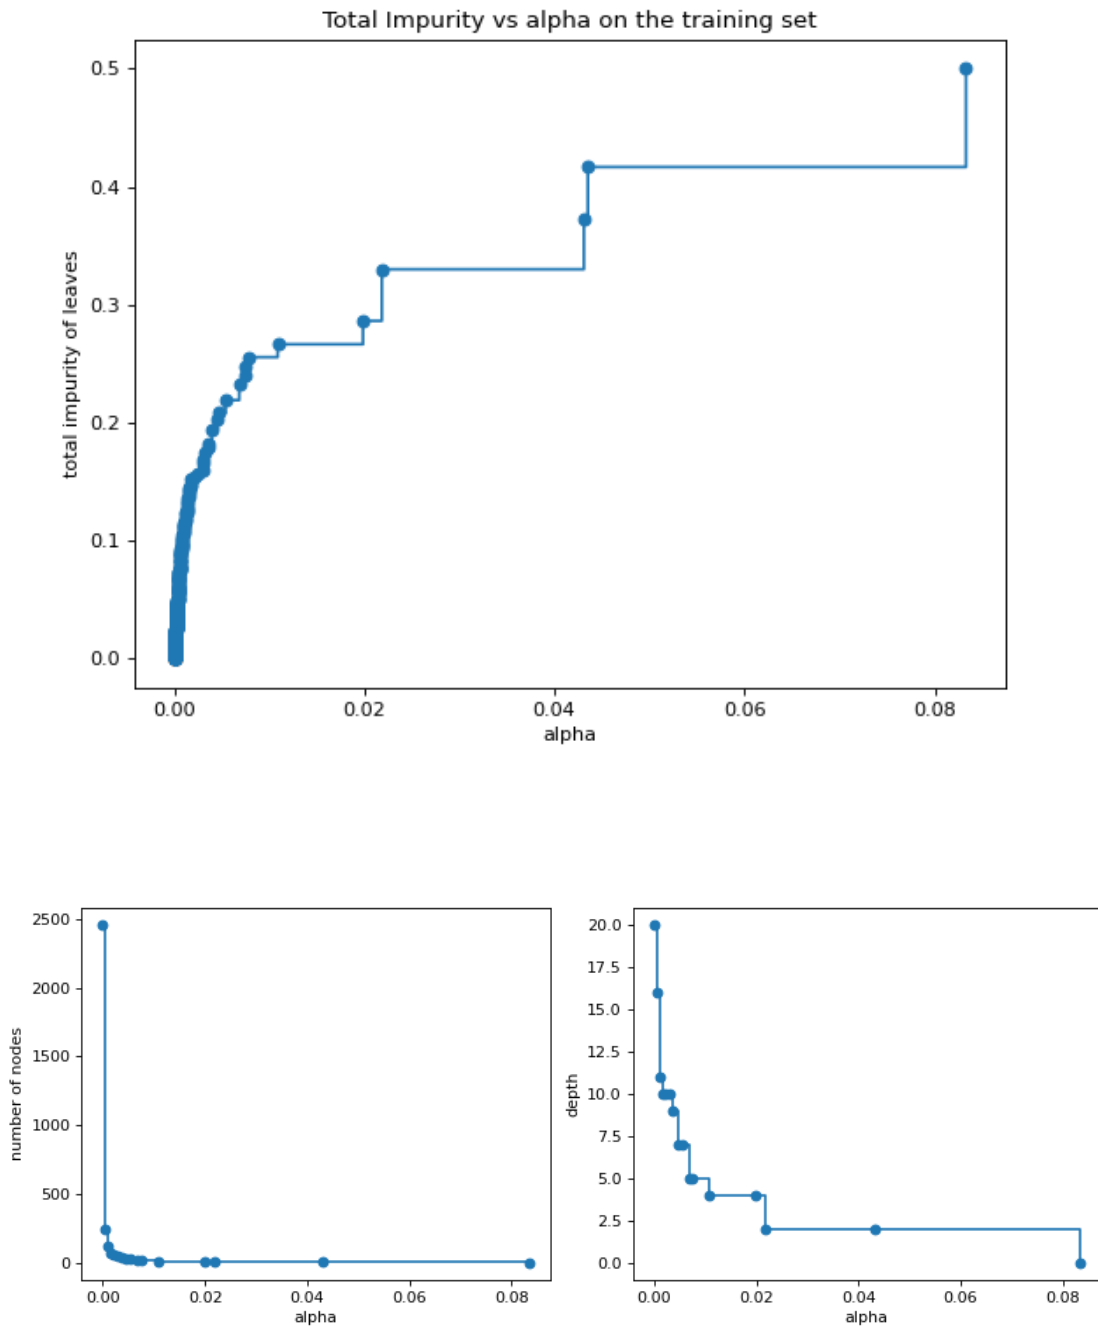 Total Impurity vs alpha on the training set
0.5
0.4
0.3
0.2
0.1
0.0
total impurity of leaves
0.00 0.02 0.04 0.06 0.08
alpha
2500
2000
1500
1000
500
0
number of nodes
0.00 0.02 0.04 0.06 0.08
alpha
20.0
17.5
15.0
12.5
10.0
7.5
5.0
2.5
0.0
depth
0.00 0.02 0.04 0.06 0.08
alpha